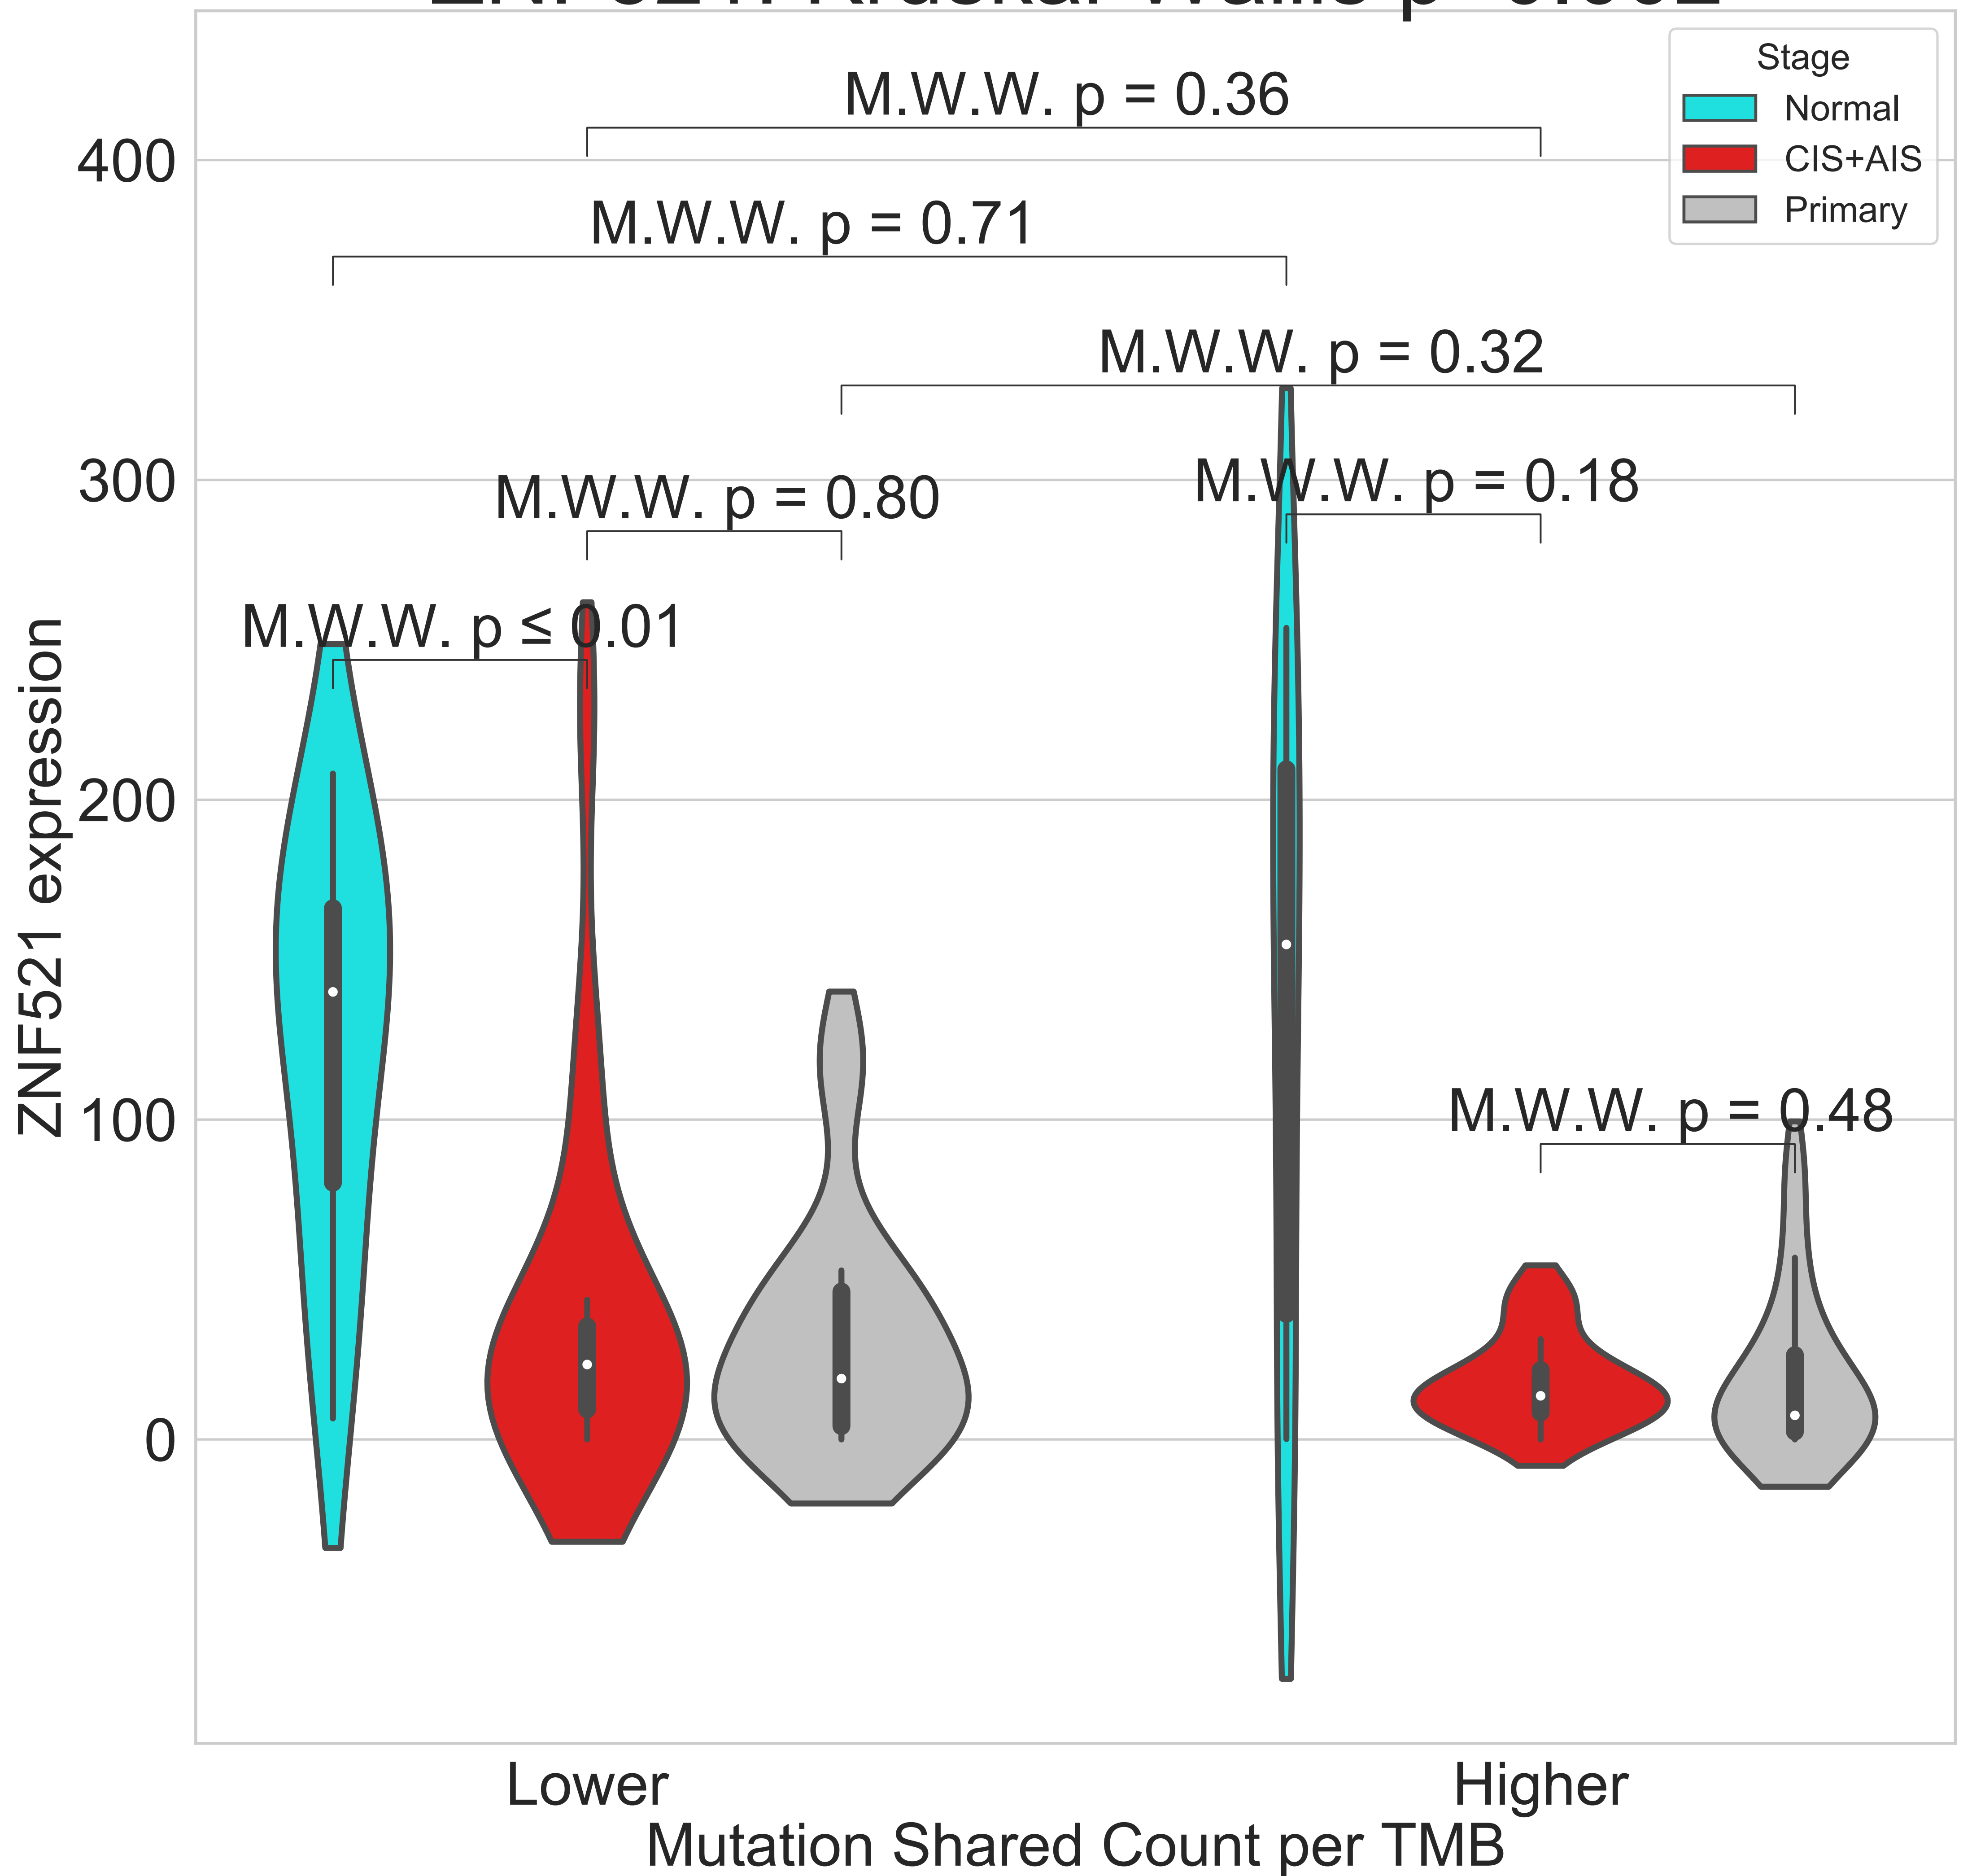 M.W.W. p = 0.36
Stage
Normal
CIS+AIS
Primary
400
M.W.W. p = 0.71
M.W.W. p = 0.32
300
M.W.W. p = 0.80
M.W.W. p = 0.18
M.W.W. p ≤ 0.01
200
ZNF521 expression
100
M.W.W. p = 0.48
0
Lower
Higher
Mutation Shared Count per TMB